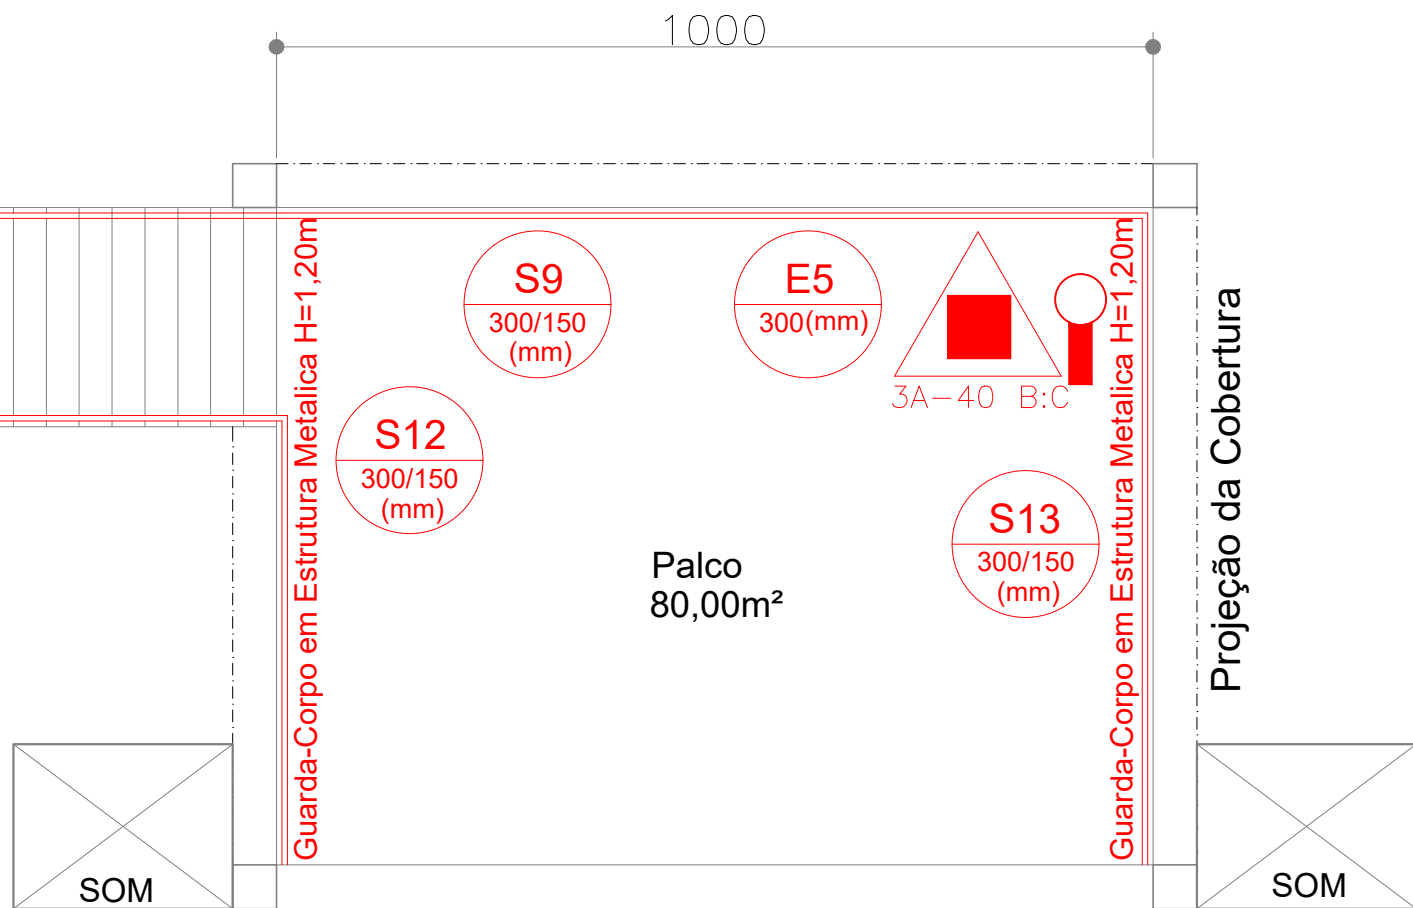 1000
Guarda-Corpo em Estrutura Metalica H=1,20m
S9
300/150
(mm)
E5
300(mm)
3A-40 B:C
Guarda-Corpo em Estrutura Metalica H=1,20m
Projeção da Cobertura
S12
300/150
(mm)
S13
300/150
(mm)
Palco
80,00m²
SOM
SOM